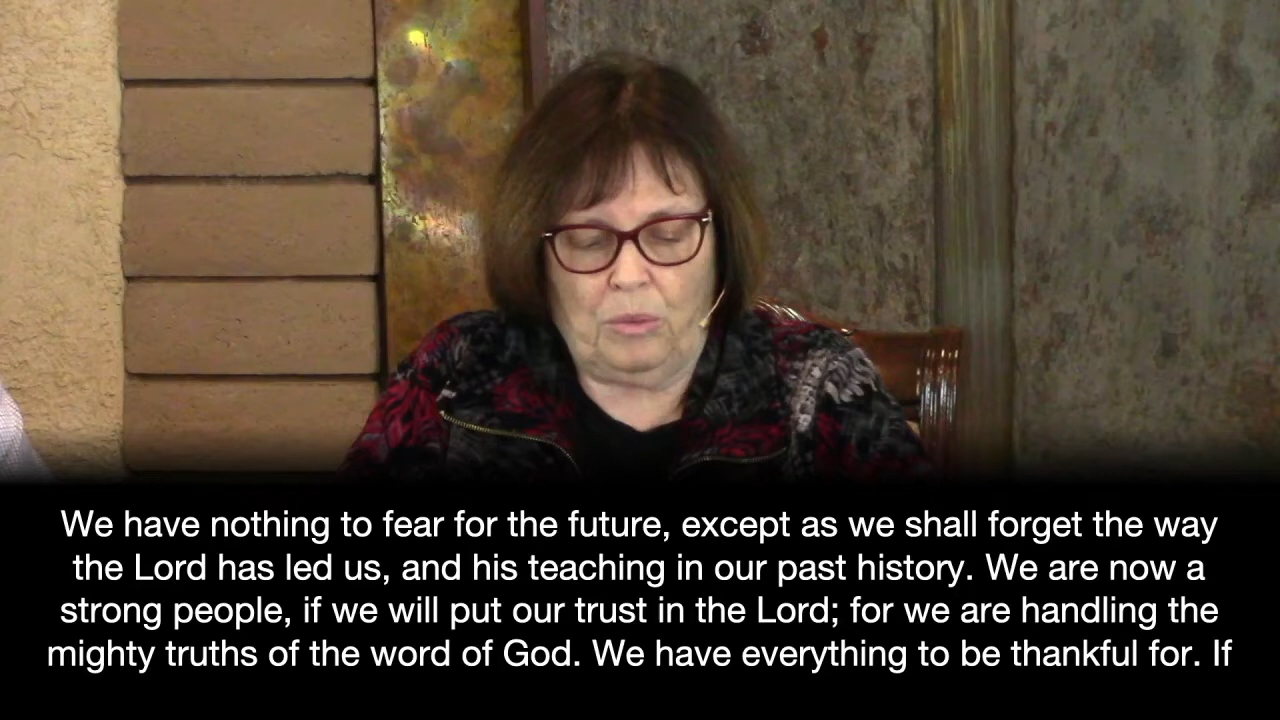 We have nothing to fear for the future, except as we shall forget the way
the Lord has led us, and his teaching in our past history. We are now a
strong people, if we will put our trust in the Lord; for we are handling the
mighty truths of the word of God. We have everything to be thankful for. If